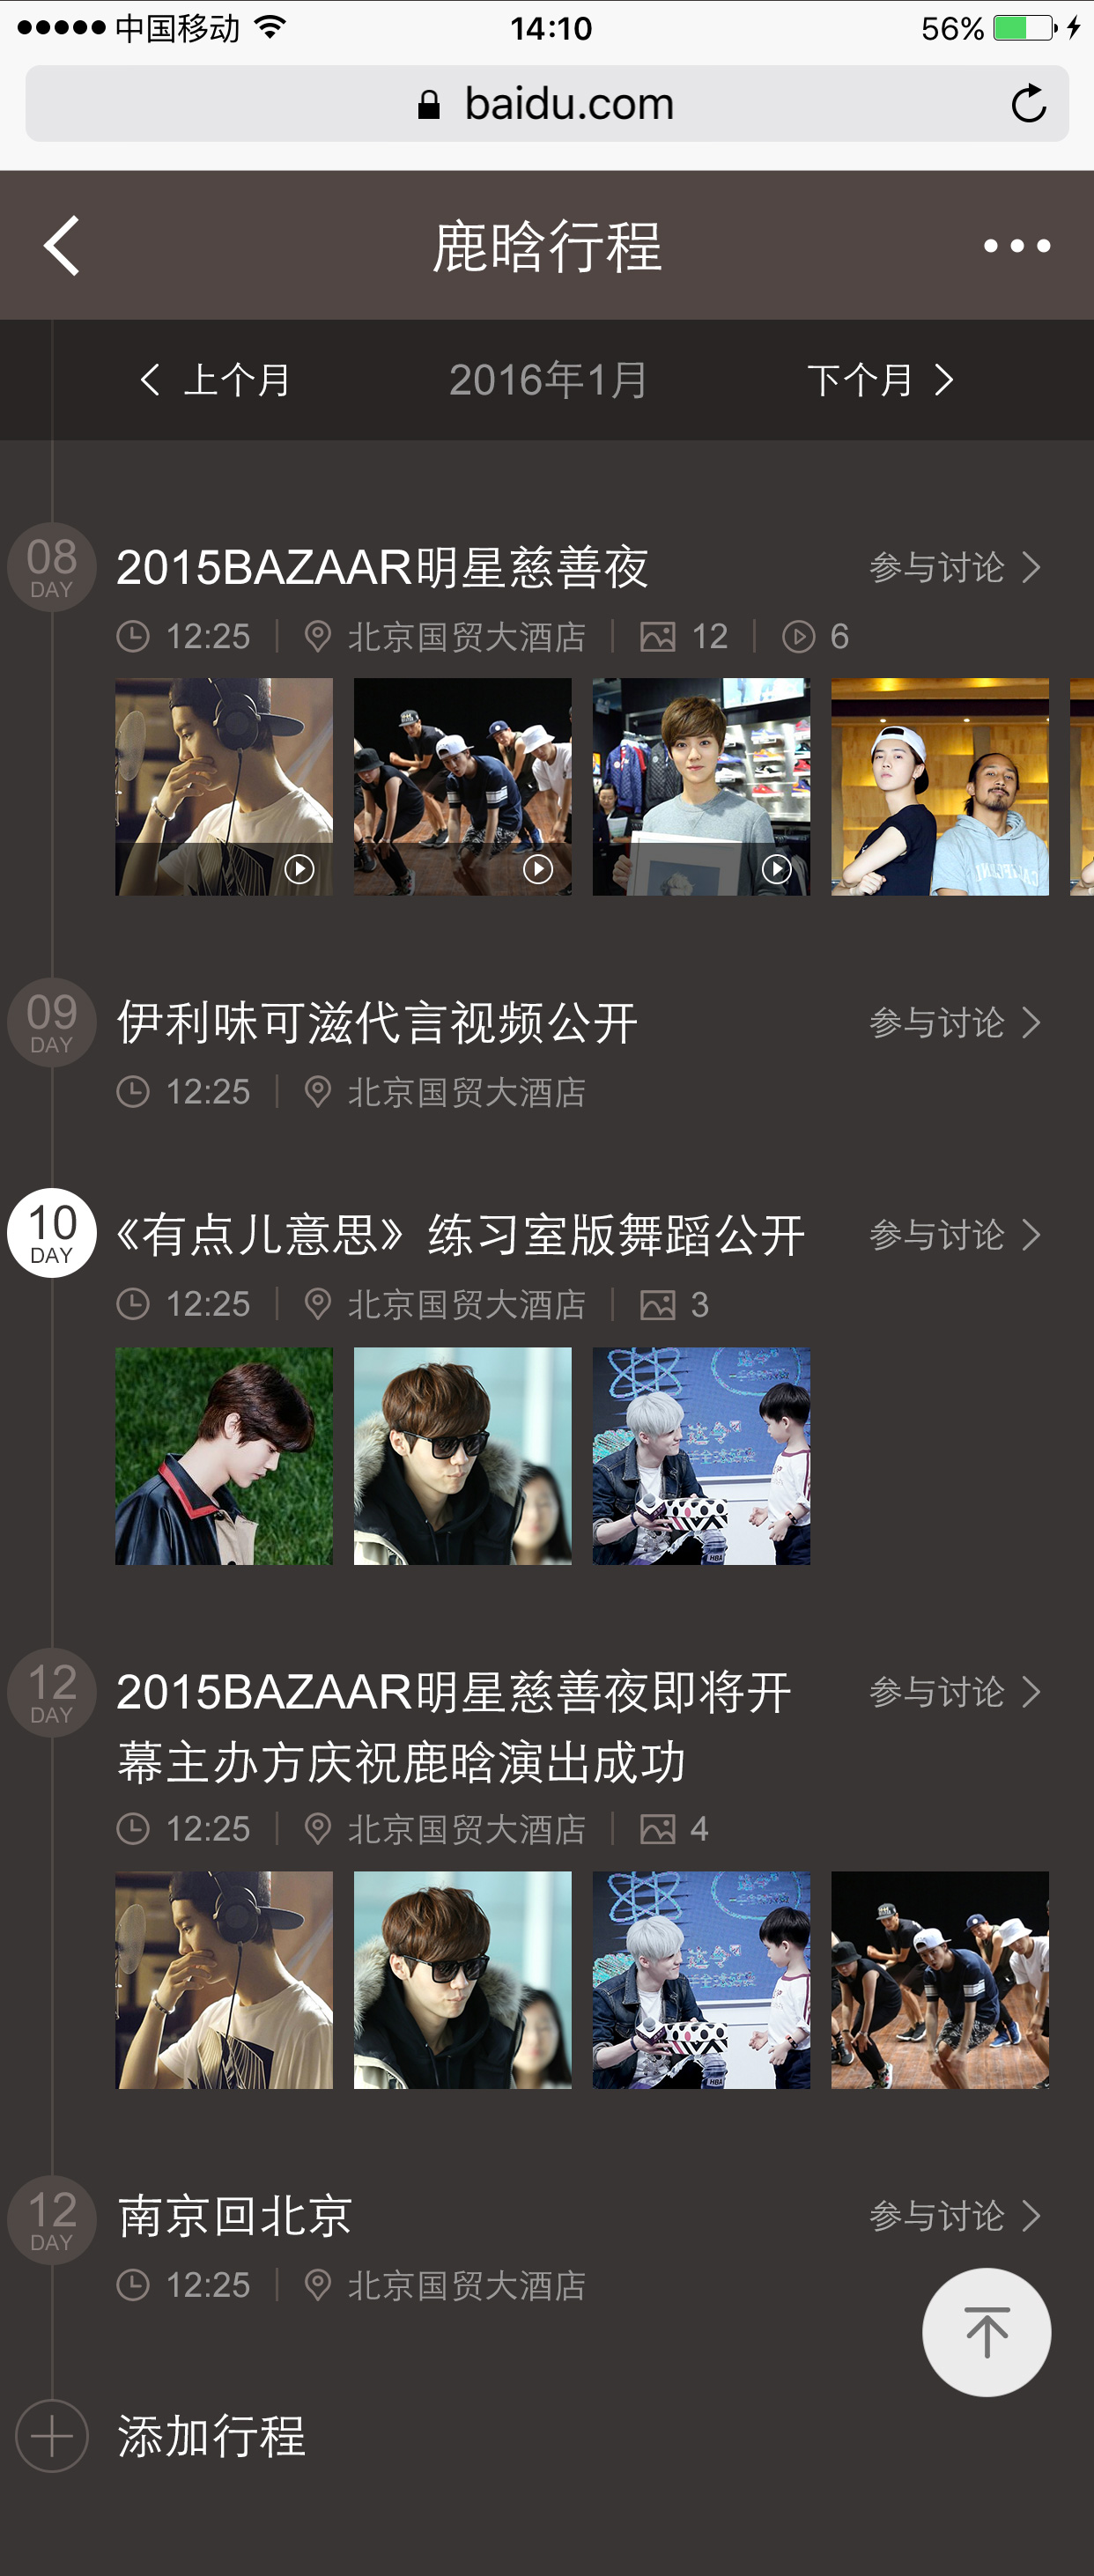 中国移动 14:10 56%
baidu.com
鹿晗行程
上个月 2016年1月 下个月
08 DAY
2015BAZAAR明星慈善夜 参与讨论
12:25 北京国贸大酒店 12 6
09 DAY
伊利味可滋代言视频公开 参与讨论
12:25 北京国贸大酒店
10 DAY
《有点儿意思》练习室版舞蹈公开 参与讨论
12:25 北京国贸大酒店 3
HBA
12 DAY
2015BAZAAR明星慈善夜即将开 参与讨论
幕主办方庆祝鹿晗演出成功
12:25 北京国贸大酒店 4
HBA
12 DAY
南京回北京 参与讨论
12:25 北京国贸大酒店
添加行程